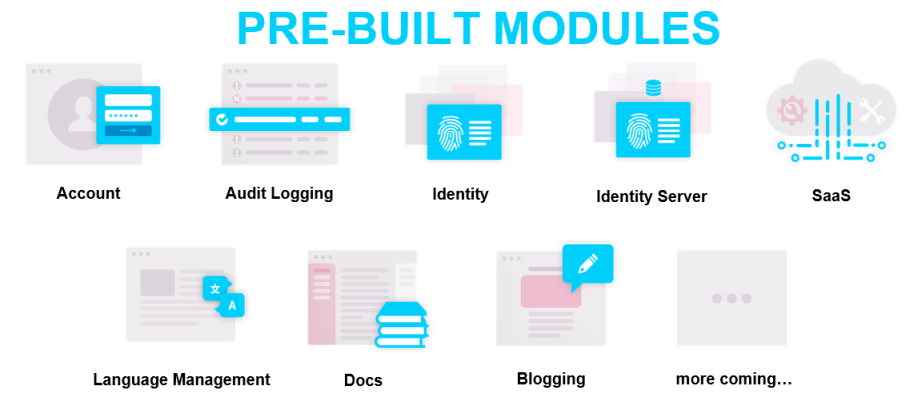 PRE-BUILT MODULES
Account
Audit Logging
Identity
Identity Server
SaaS
文
A
Language Management
Docs
Blogging
more coming…